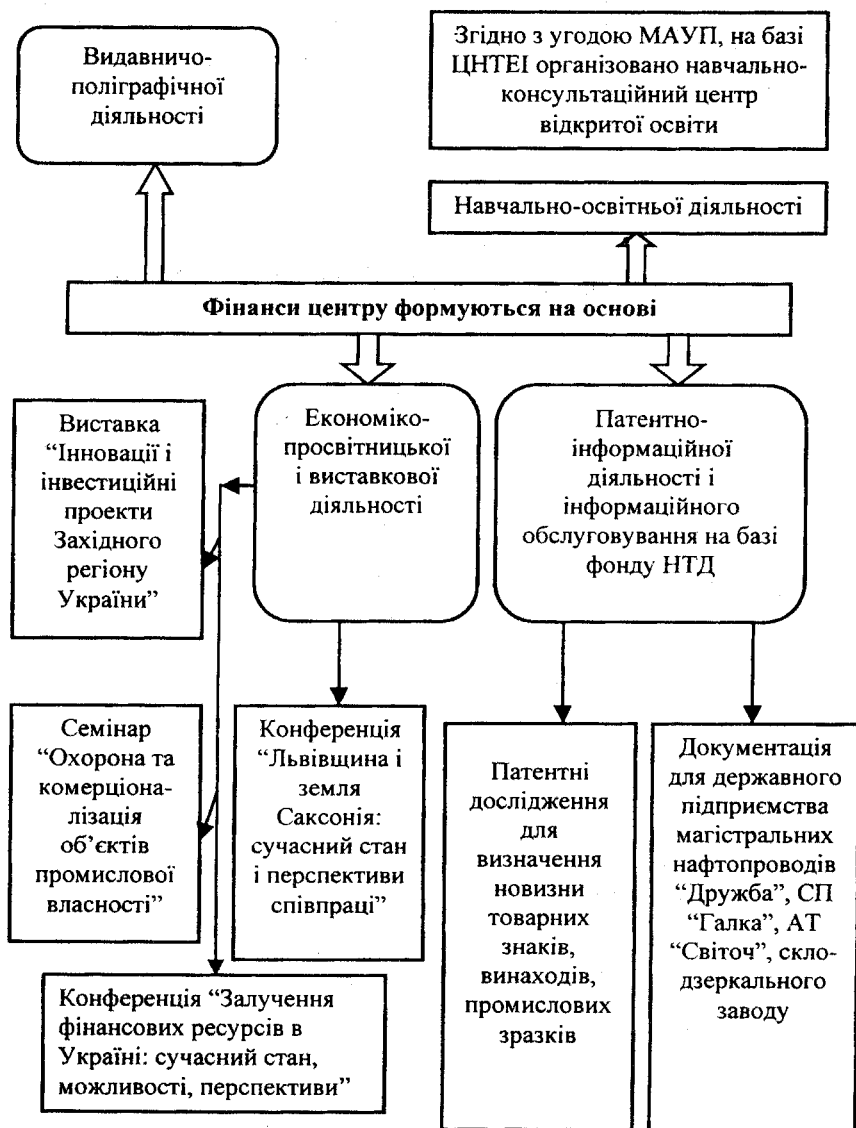 Видавничо-
поліграфічної
діяльності
Згідно з угодою МАУП, на базі
ЦНТЕІ організовано навчально-
консультаційний центр
відкритої освіти
Навчально-освітньої діяльності
Фінанси центру формуються на основі
Виставка
“Інновації і
інвестиційні
проекти
Західного
регіону
України”
Економіко-
просвітницької
і виставкової
діяльності
Патентно-
інформаційної
діяльності і
інформаційного
обслуговування на базі
фонду НТД
Семінар
“Охорона та
комерціона-
лізація
об’єктів
промислової
власності”
Конференція
“Львівщина і
земля
Саксонія:
сучасний стан
і перспективи
співпраці”
Патентні
дослідження
для
визначення
новизни
товарних
знаків,
винаходів,
промислових
зразків
Документація
для державного
підприємства
магістральних
нафтопроводів
“Дружба”, СП
“Галка”, АТ
“Світоч”, скло-
дзеркального
заводу
Конференція “Залучення
фінансових ресурсів в
Україні: сучасний стан,
можливості, перспективи”